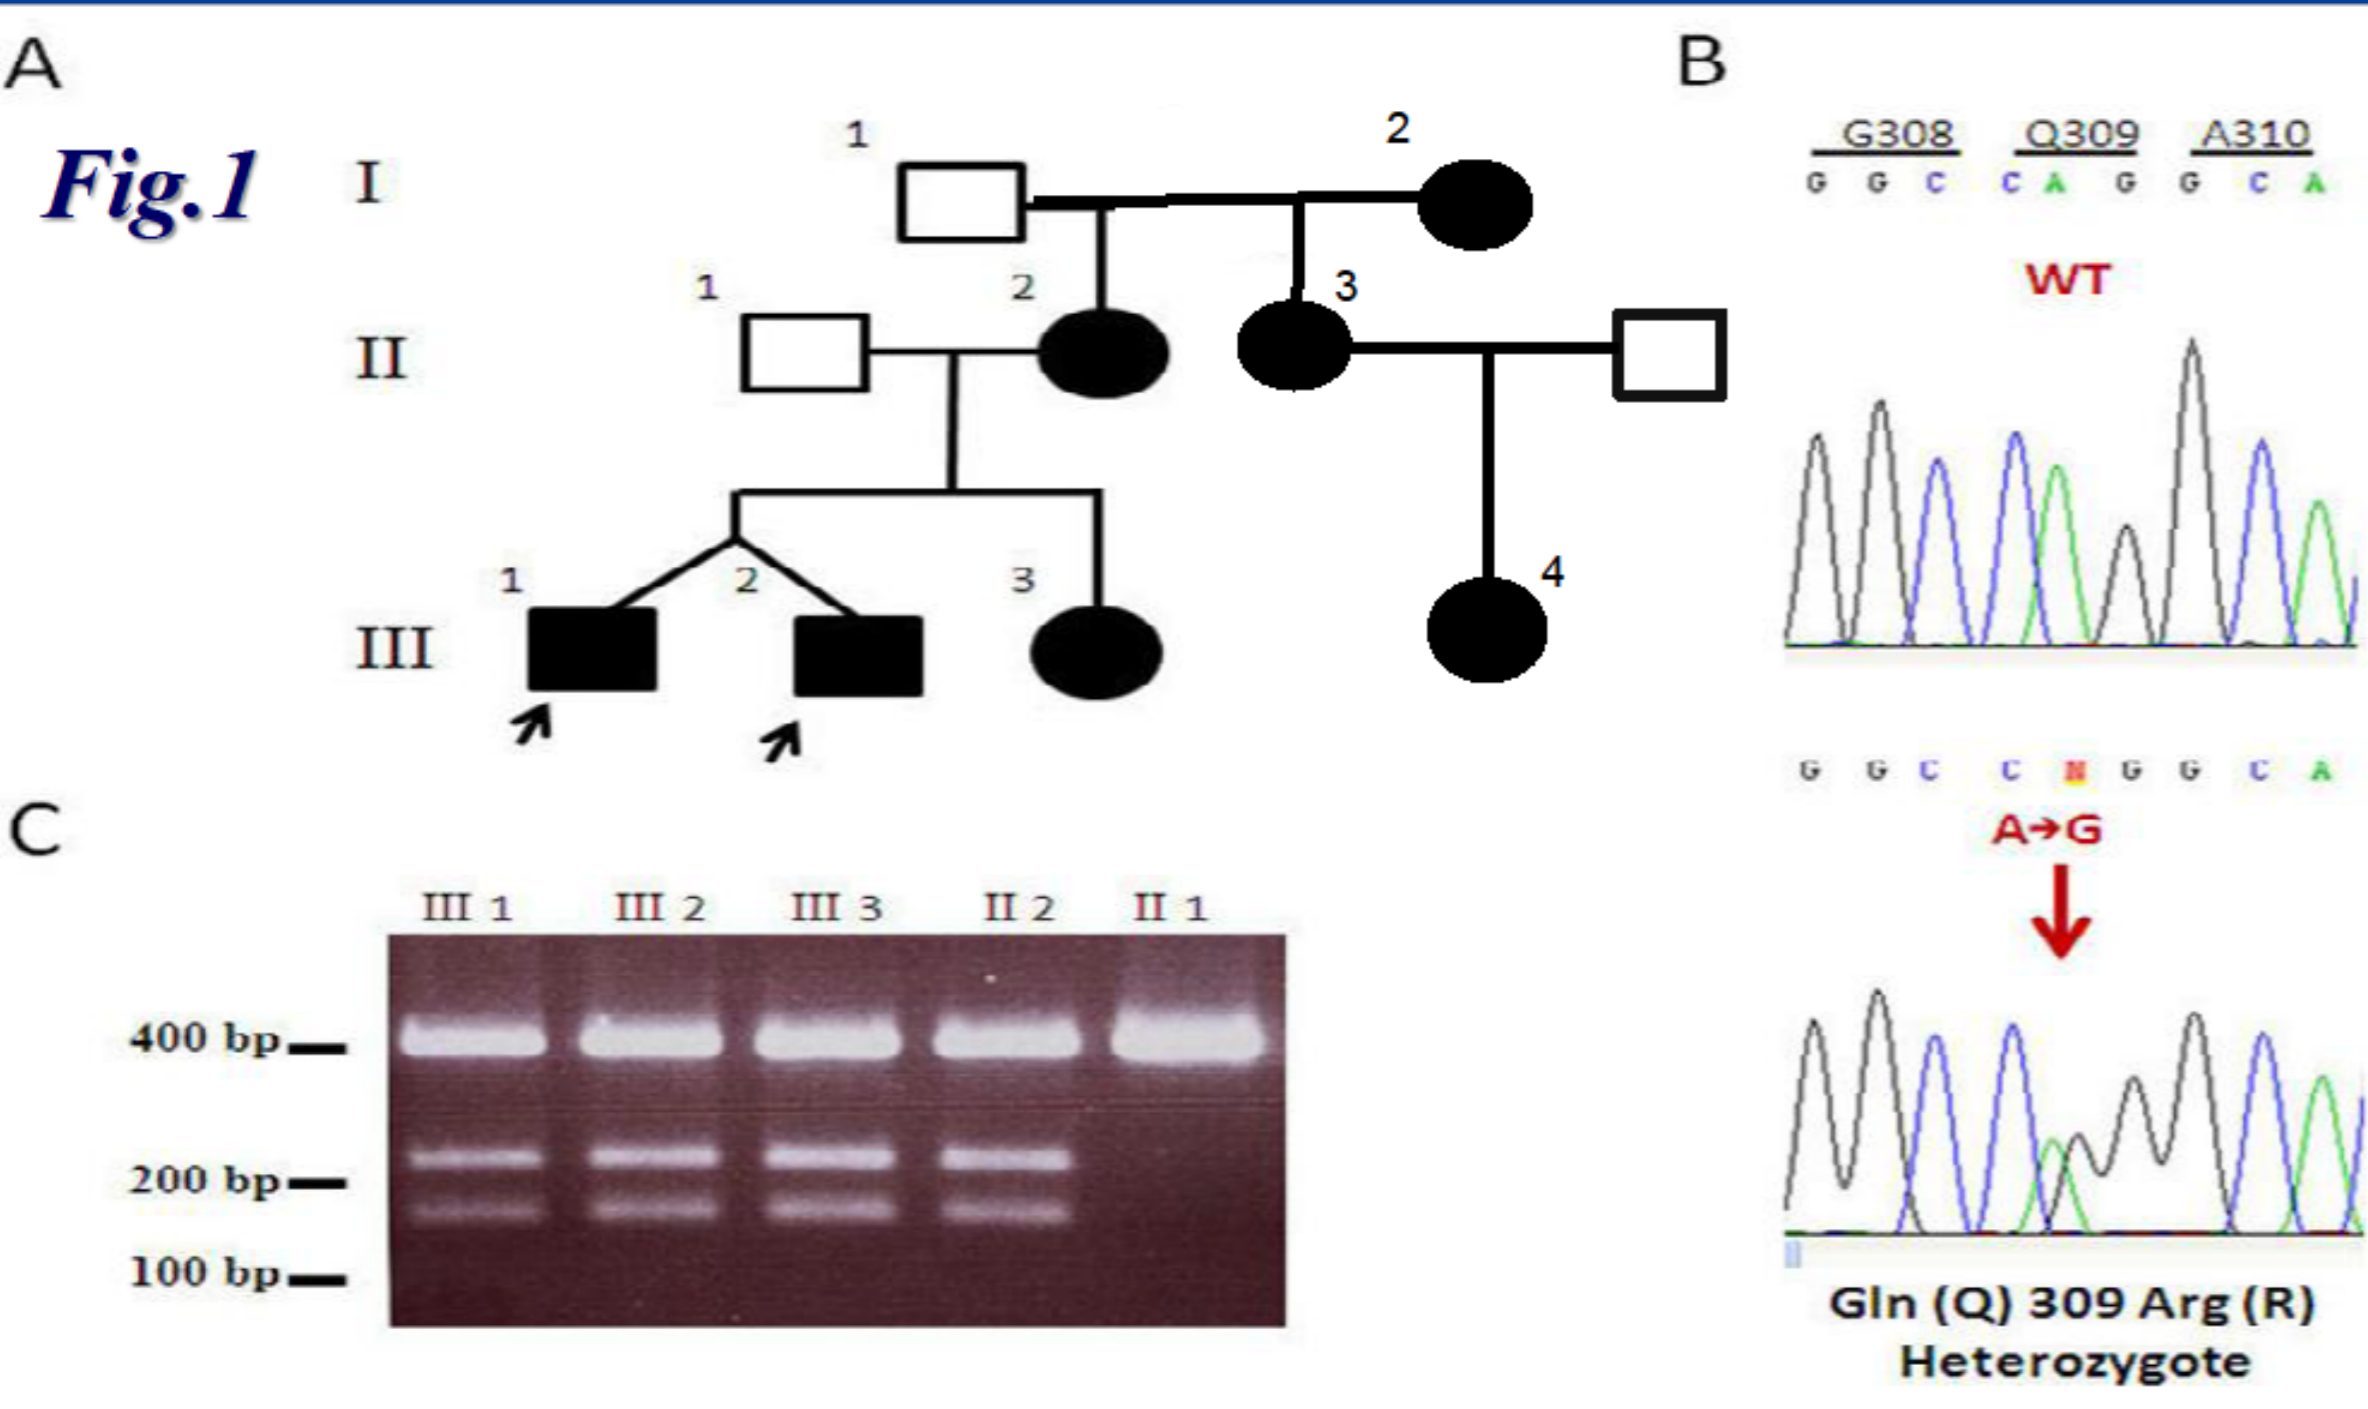 A
Fig.1
I
1
2
II
1
2
3
III
1
2
3
4
B
G308 Q309 A310
G G C C A G G C A
WT
G G C C N G G C A
A→G
Gln (Q) 309 Arg (R)
Heterozygote
C
III 1 III 2 III 3 II 2 II 1
400 bp
200 bp
100 bp